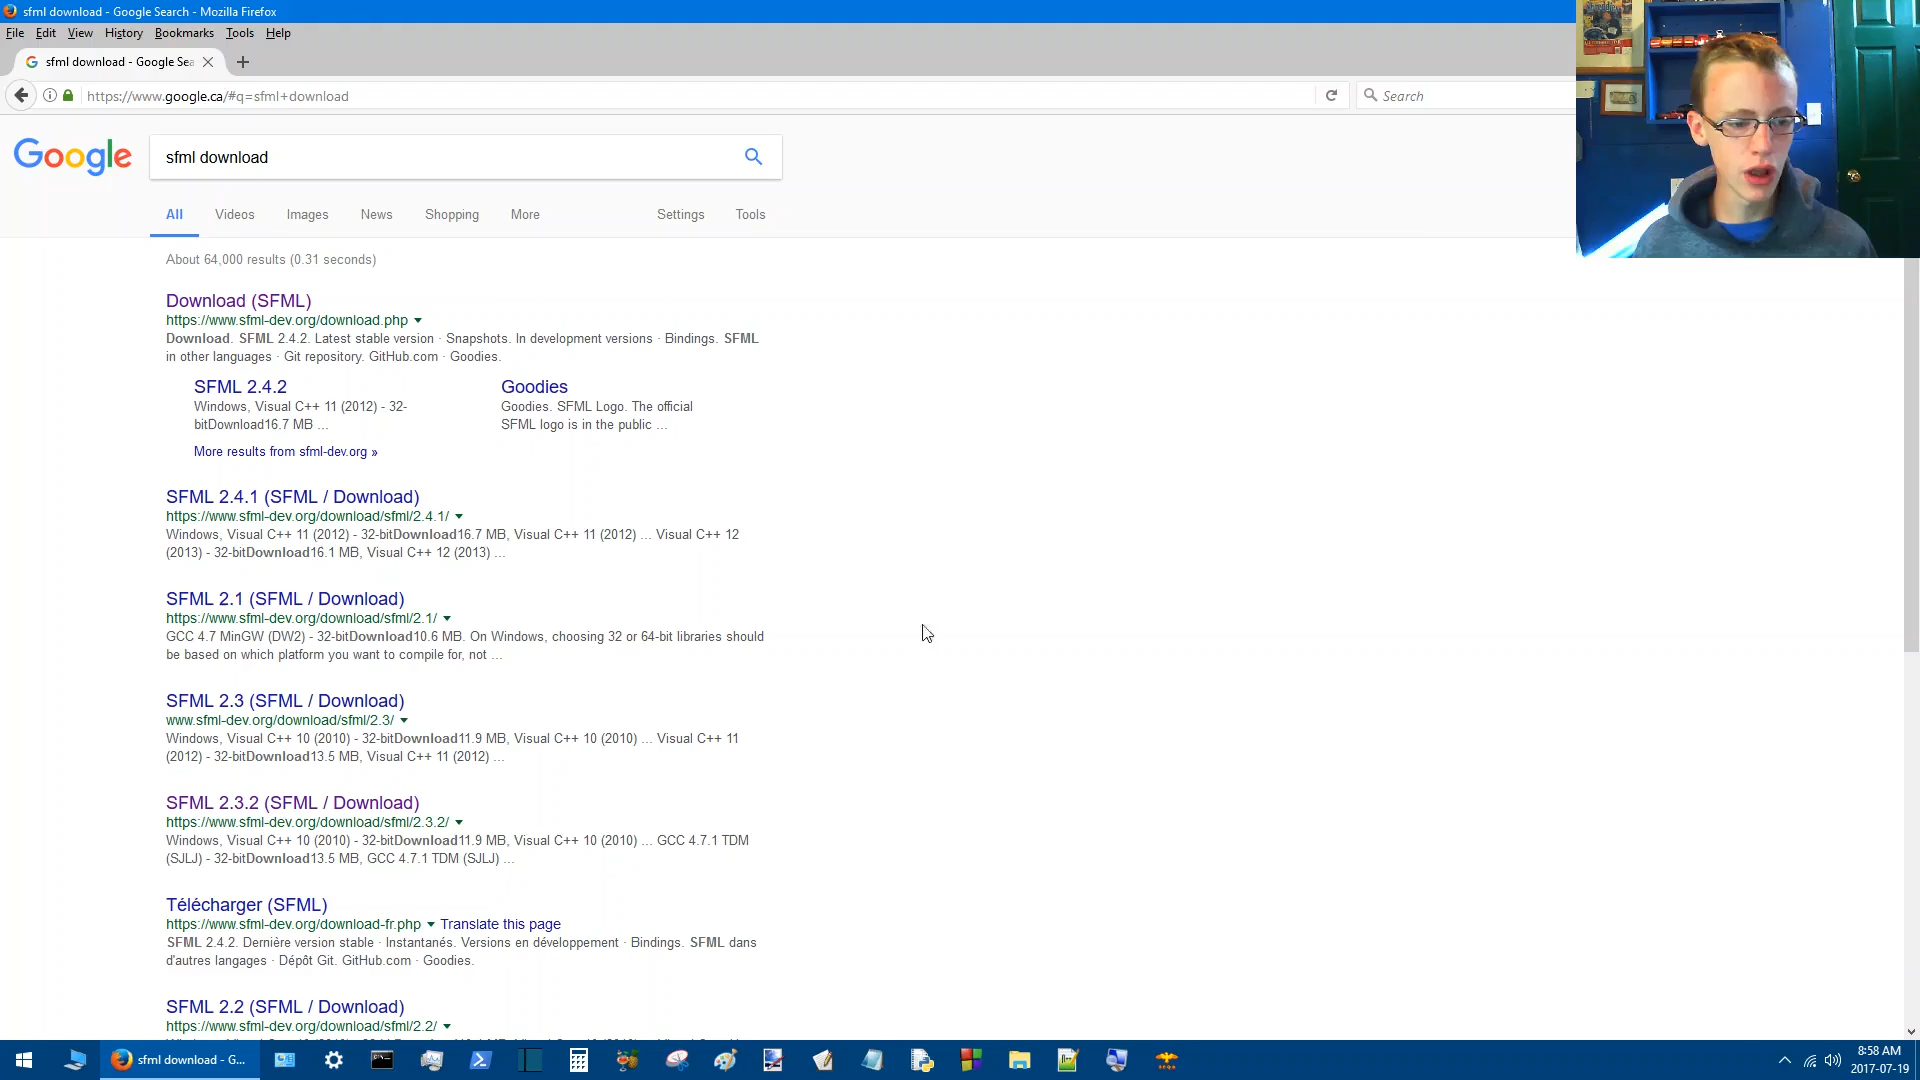 sfml download - Google Search - Mozilla Firefox
File Edit View History Bookmarks Tools Help
sfml download - Google Sea
https://www.google.ca/#q=sfml+download
Search
Google
sfml download
All Videos Images News Shopping More Settings Tools
About 64,000 results (0.31 seconds)
Download (SFML)
https://www.sfml-dev.org/download.php
Download. SFML 2.4.2. Latest stable version · Snapshots. In development versions · Bindings. SFML
in other languages · Git repository. GitHub.com · Goodies.
SFML 2.4.2
Windows, Visual C++ 11 (2012) - 32-
bitDownload16.7 MB ...
Goodies
Goodies. SFML Logo. The official
SFML logo is in the public ...
More results from sfml-dev.org »
SFML 2.4.1 (SFML / Download)
https://www.sfml-dev.org/download/sfml/2.4.1/
Windows, Visual C++ 11 (2012) - 32-bitDownload16.7 MB, Visual C++ 11 (2012) ... Visual C++ 12
(2013) - 32-bitDownload16.1 MB, Visual C++ 12 (2013) ...
SFML 2.1 (SFML / Download)
https://www.sfml-dev.org/download/sfml/2.1/
GCC 4.7 MinGW (DW2) - 32-bitDownload10.6 MB. On Windows, choosing 32 or 64-bit libraries should
be based on which platform you want to compile for, not ...
SFML 2.3 (SFML / Download)
www.sfml-dev.org/download/sfml/2.3/
Windows, Visual C++ 10 (2010) - 32-bitDownload11.9 MB, Visual C++ 10 (2010) ... Visual C++ 11
(2012) - 32-bitDownload13.5 MB, Visual C++ 11 (2012) ...
SFML 2.3.2 (SFML / Download)
https://www.sfml-dev.org/download/sfml/2.3.2/
Windows, Visual C++ 10 (2010) - 32-bitDownload11.9 MB, Visual C++ 10 (2010) ... GCC 4.7.1 TDM
(SJLJ) - 32-bitDownload13.5 MB, GCC 4.7.1 TDM (SJLJ) ...
Télécharger (SFML)
https://www.sfml-dev.org/download-fr.php Translate this page
SFML 2.4.2. Dernière version stable · Instantanés. Versions en développement · Bindings. SFML dans
d'autres langages · Dépôt Git. GitHub.com · Goodies.
SFML 2.2 (SFML / Download)
https://www.sfml-dev.org/download/sfml/2.2/
sfml download - G...
8:58 AM
2017-07-19